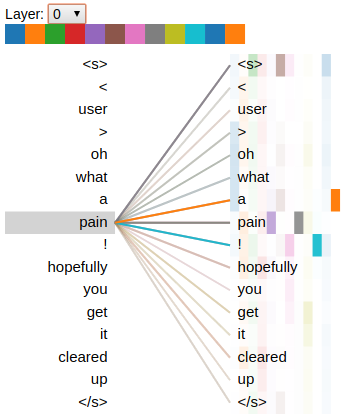 Layer: 0
<s> <s>
< <
user user
> >
oh oh
what what
a a
pain pain
! !
hopefully hopefully
you you
get get
it it
cleared cleared
up up
</s> </s>